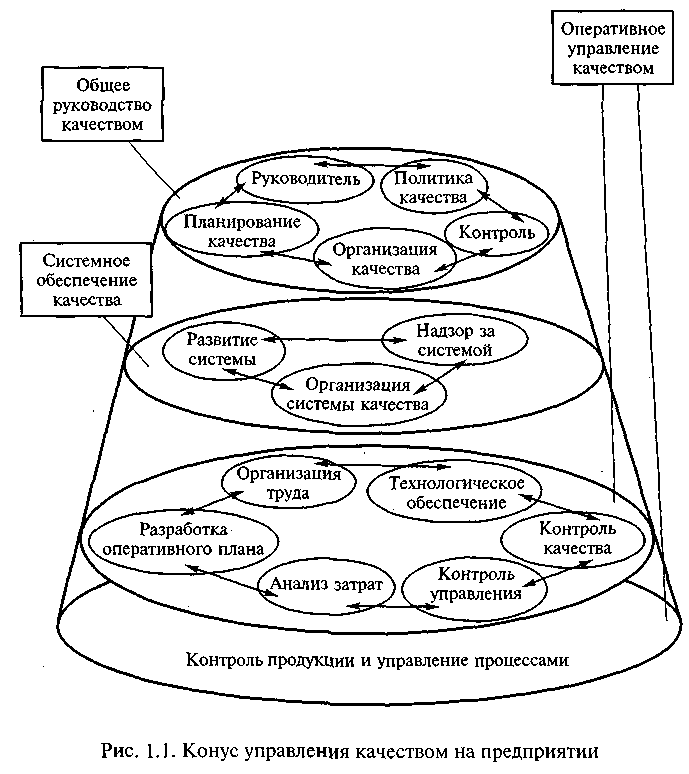 Оперативное
управление
качеством
Общее
руководство
качеством
Руководитель
Политика
качества
Планирование
качества
Контроль
Организация
качества
Системное
обеспечение
качества
Развитие
системы
Надзор за
системой
Организация
системы качества
Организация
труда
Технологическое
обеспечение
Разработка
оперативного плана
Контроль
качества
Анализ затрат
Контроль
управления
Контроль продукции и управление процессами
Рис. 1.1. Конус управления качеством на предприятии